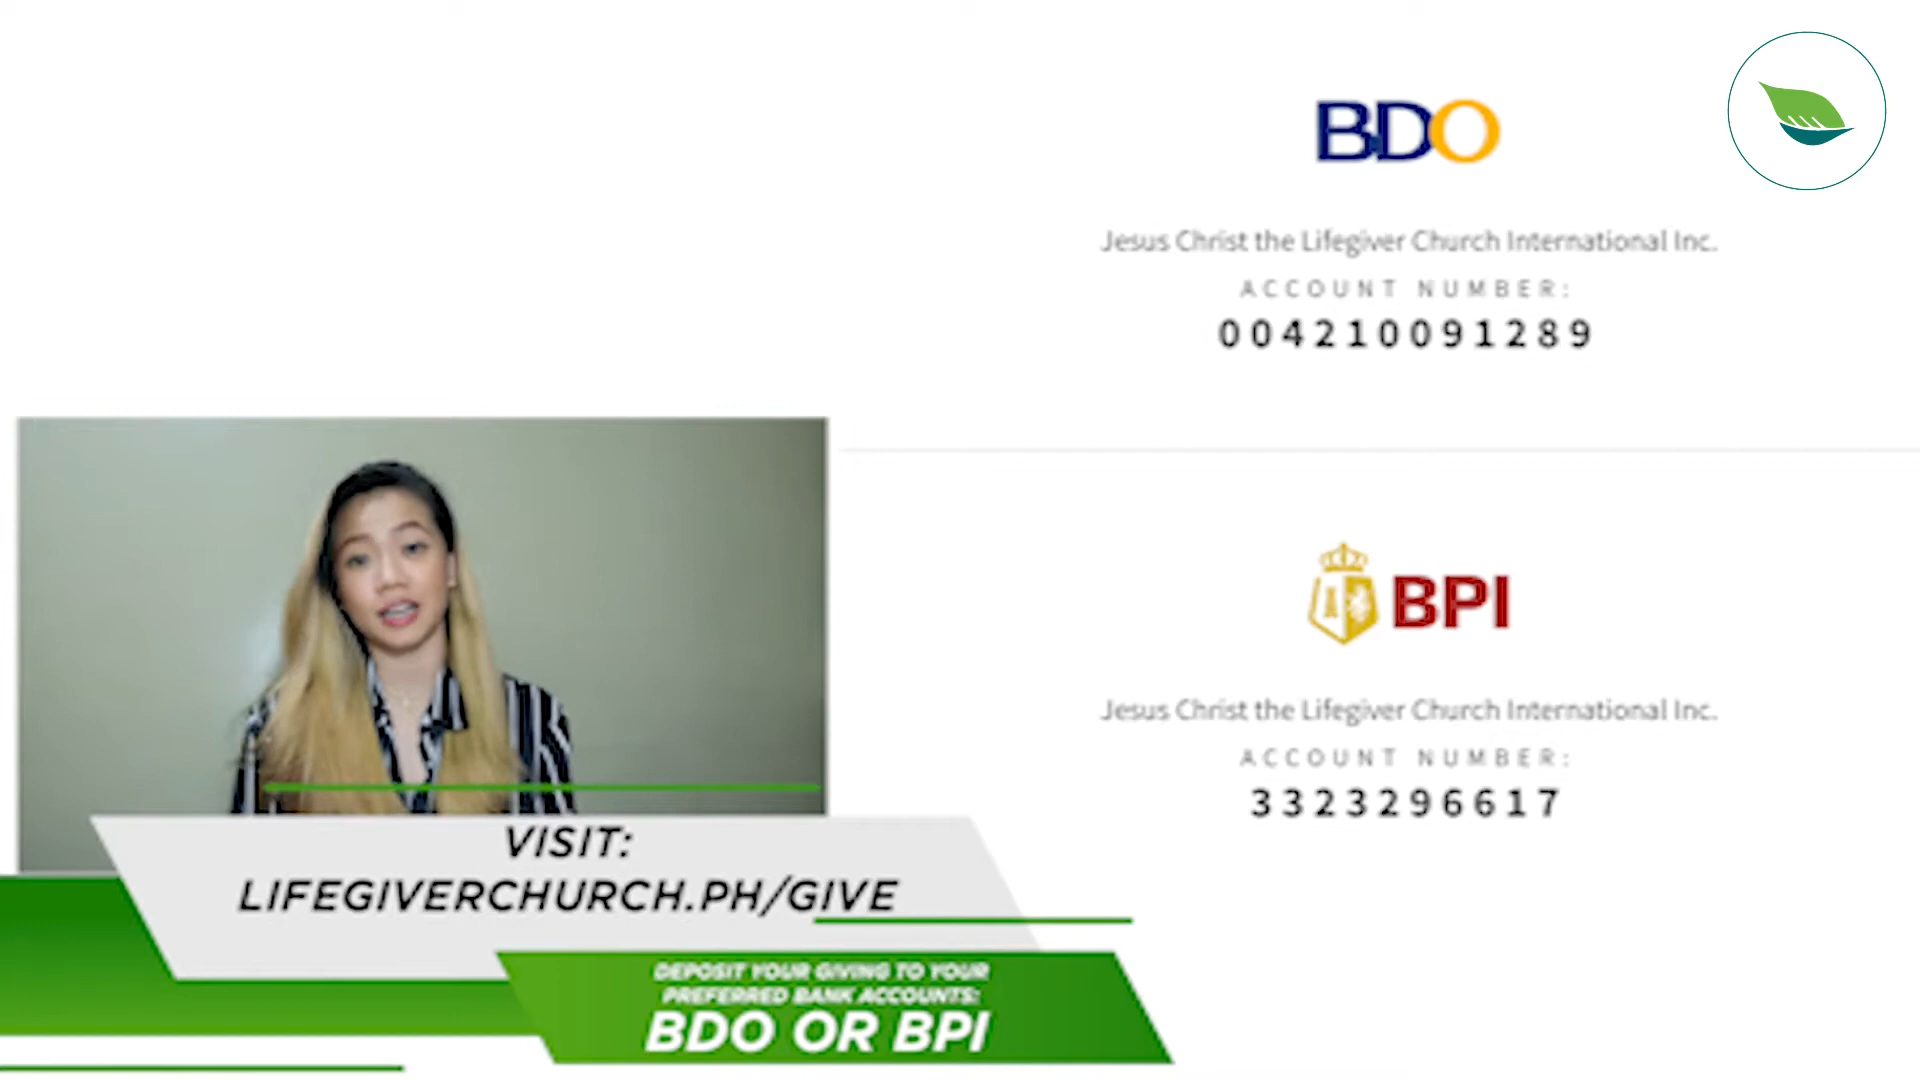 BDO
Jesus Christ the Lifegiver Church International Inc.
ACCOUNT NUMBER:
004210091289
BPI
Jesus Christ the Lifegiver Church International Inc.
ACCOUNT NUMBER:
3323296617
VISIT:
LIFEGIVERCHURCH.PH/GIVE
DEPOSIT YOUR GIVING TO YOUR
PREFERRED BANK ACCOUNTS:
BDO OR BPI